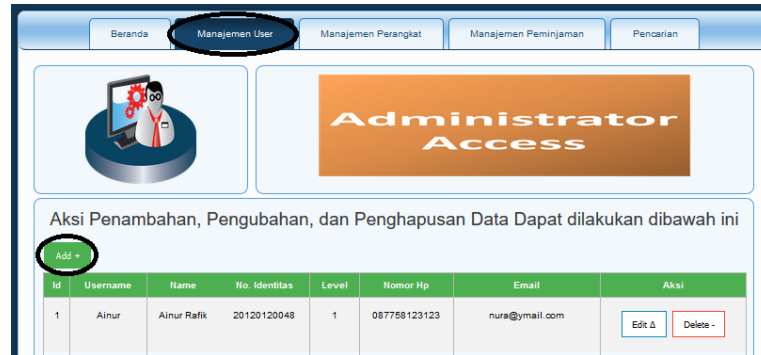 Beranda Manajemen User Manajemen Perangkat Manajemen Peminjaman Pencarian
Administrator
Access
Aksi Penambahan, Pengubahan, dan Penghapusan Data Dapat dilakukan dibawah ini
Add +
Id Username Name No. Identitas Level Nomor Hp Email Aksi
1 Ainur Ainur Rafik 20120120048 1 087758123123 nura@ymail.com Edit Δ Delete -